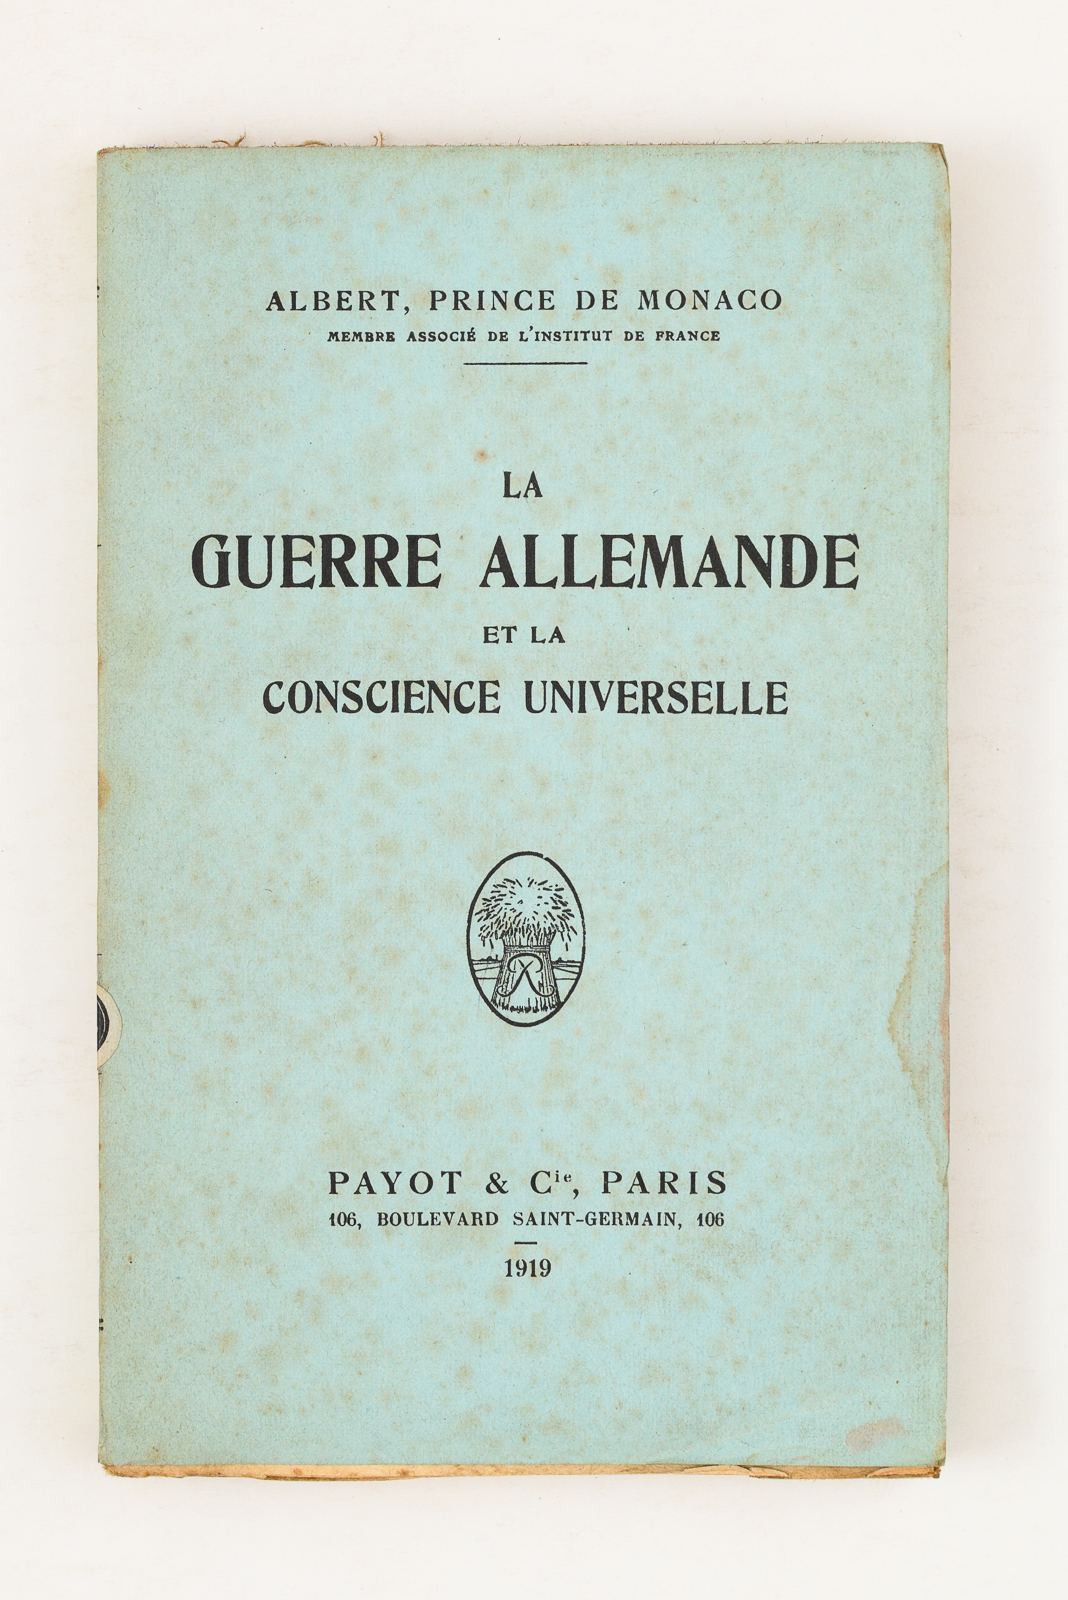 ALBERT, PRINCE DE MONACO
MEMBRE ASSOCIÉ DE L'INSTITUT DE FRANCE
LA
GUERRE ALLEMANDE
ET LA
CONSCIENCE UNIVERSELLE
PAYOT & Cie, PARIS
106, BOULEVARD SAINT-GERMAIN, 106
1919